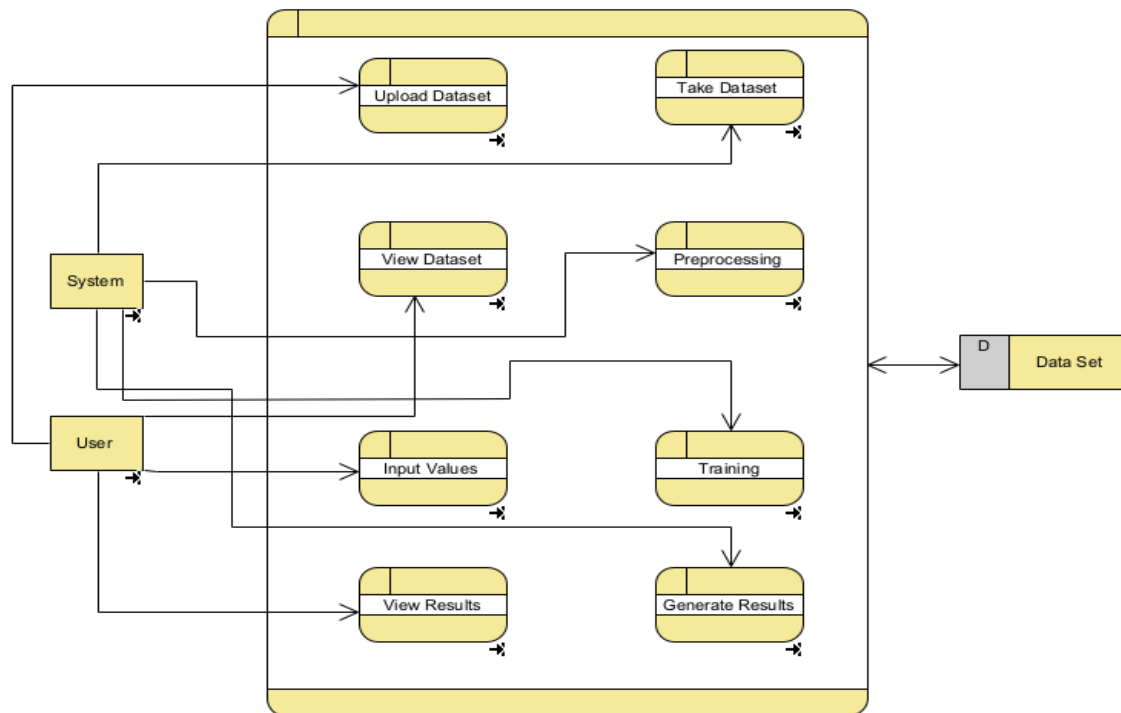 Upload Dataset
Take Dataset
View Dataset
Preprocessing
System
D
Data Set
User
Input Values
Training
View Results
Generate Results